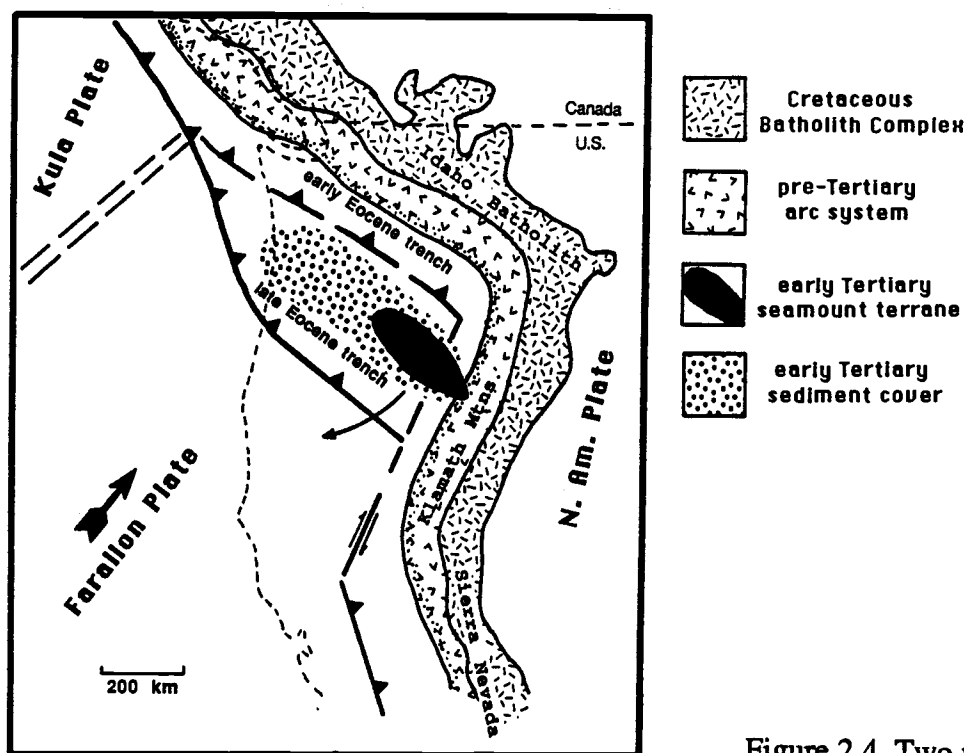 Kula Plate
Canada
U.S.
Idaho Batholith
early Eocene trench
late Eocene trench
Klamath Mtns
N. Am. Plate
Farallon Plate
Sierra Nevada
200 km
Cretaceous
Batholith Complex
pre-Tertiary
arc system
early Tertiary
seamount terrane
early Tertiary
sediment cover
Figure 2.4. Two